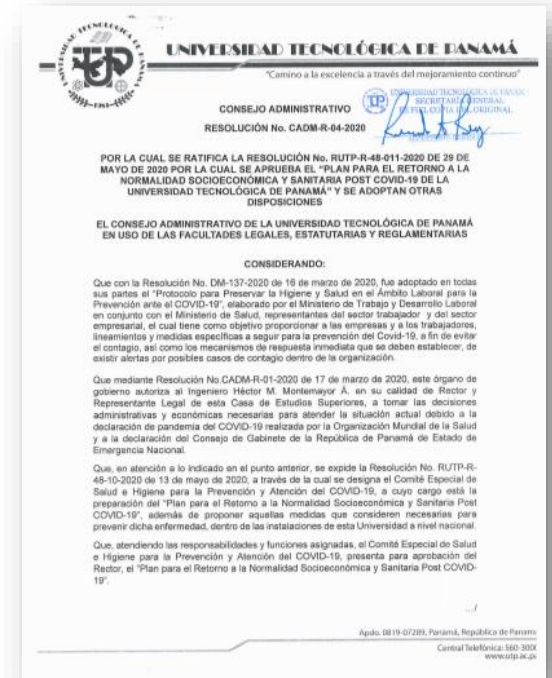 UNIVERSIDAD TECNOLÓGICA DE PANAMÁ
"Camino a la excelencia a través del mejoramiento continuo"
UNIVERSIDAD TECNOLÓGICA DE PANAMÁ
SECRETARÍA GENERAL
ES FIEL COPIA DEL ORIGINAL
CONSEJO ADMINISTRATIVO
RESOLUCIÓN No. CADM-R-04-2020
POR LA CUAL SE RATIFICA LA RESOLUCIÓN No. RUTP-R-48-011-2020 DE 29 DE
MAYO DE 2020 POR LA CUAL SE APRUEBA EL "PLAN PARA EL RETORNO A LA
NORMALIDAD SOCIOECONÓMICA Y SANITARIA POST COVID-19 DE LA
UNIVERSIDAD TECNOLÓGICA DE PANAMÁ" Y SE ADOPTAN OTRAS
DISPOSICIONES
EL CONSEJO ADMINISTRATIVO DE LA UNIVERSIDAD TECNOLÓGICA DE PANAMÁ
EN USO DE LAS FACULTADES LEGALES, ESTATUTARIAS Y REGLAMENTARIAS
CONSIDERANDO:
Que con la Resolución No. DM-137-2020 de 16 de marzo de 2020, fue adoptado en todas
sus partes el "Protocolo para Preservar la Higiene y Salud en el Ámbito Laboral para la
Prevención ante el COVID-19", elaborado por el Ministerio de Trabajo y Desarrollo Laboral
en conjunto con el Ministerio de Salud, representantes del sector trabajador y del sector
empresarial, el cual tiene como objetivo proporcionar a las empresas y a los trabajadores,
lineamientos y medidas específicas a seguir para la prevención del Covid-19, a fin de evitar
el contagio, así como los mecanismos de respuesta inmediata que se deben establecer, de
existir alertas por posibles casos de contagio dentro de la organización.
Que mediante Resolución No.CADM-R-01-2020 de 17 de marzo de 2020, este órgano de
gobierno autoriza al Ingeniero Héctor M. Montemayor Á. en su calidad de Rector y
Representante Legal de esta Casa de Estudios Superiores, a tomar las decisiones
administrativas y económicas necesarias para atender la situación actual debido a la
declaración de pandemia del COVID-19 realizada por la Organización Mundial de la Salud
y a la declaración del Consejo de Gabinete de la República de Panamá de Estado de
Emergencia Nacional.
Que, en atención a lo indicado en el punto anterior, se expide la Resolución No. RUTP-R-
48-10-2020 de 13 de mayo de 2020, a través de la cual se designa el Comité Especial de
Salud e Higiene para la Prevención y Atención del COVID-19, a cuyo cargo está la
preparación del "Plan para el Retorno a la Normalidad Socioeconómica y Sanitaria Post
COVID-19", además de proponer aquellas medidas que consideren necesarias para
prevenir dicha enfermedad, dentro de las instalaciones de esta Universidad a nivel nacional.
Que, atendiendo las responsabilidades y funciones asignadas, el Comité Especial de Salud
e Higiene para la Prevención y Atención del COVID-19, presenta para aprobación del
Rector, el "Plan para el Retorno a la Normalidad Socioeconómica y Sanitaria Post COVID-
19".
.../
Apdo. 0819-07289, Panamá, República de Panamá
Central Telefónica: 560-3000
www.utp.ac.pa